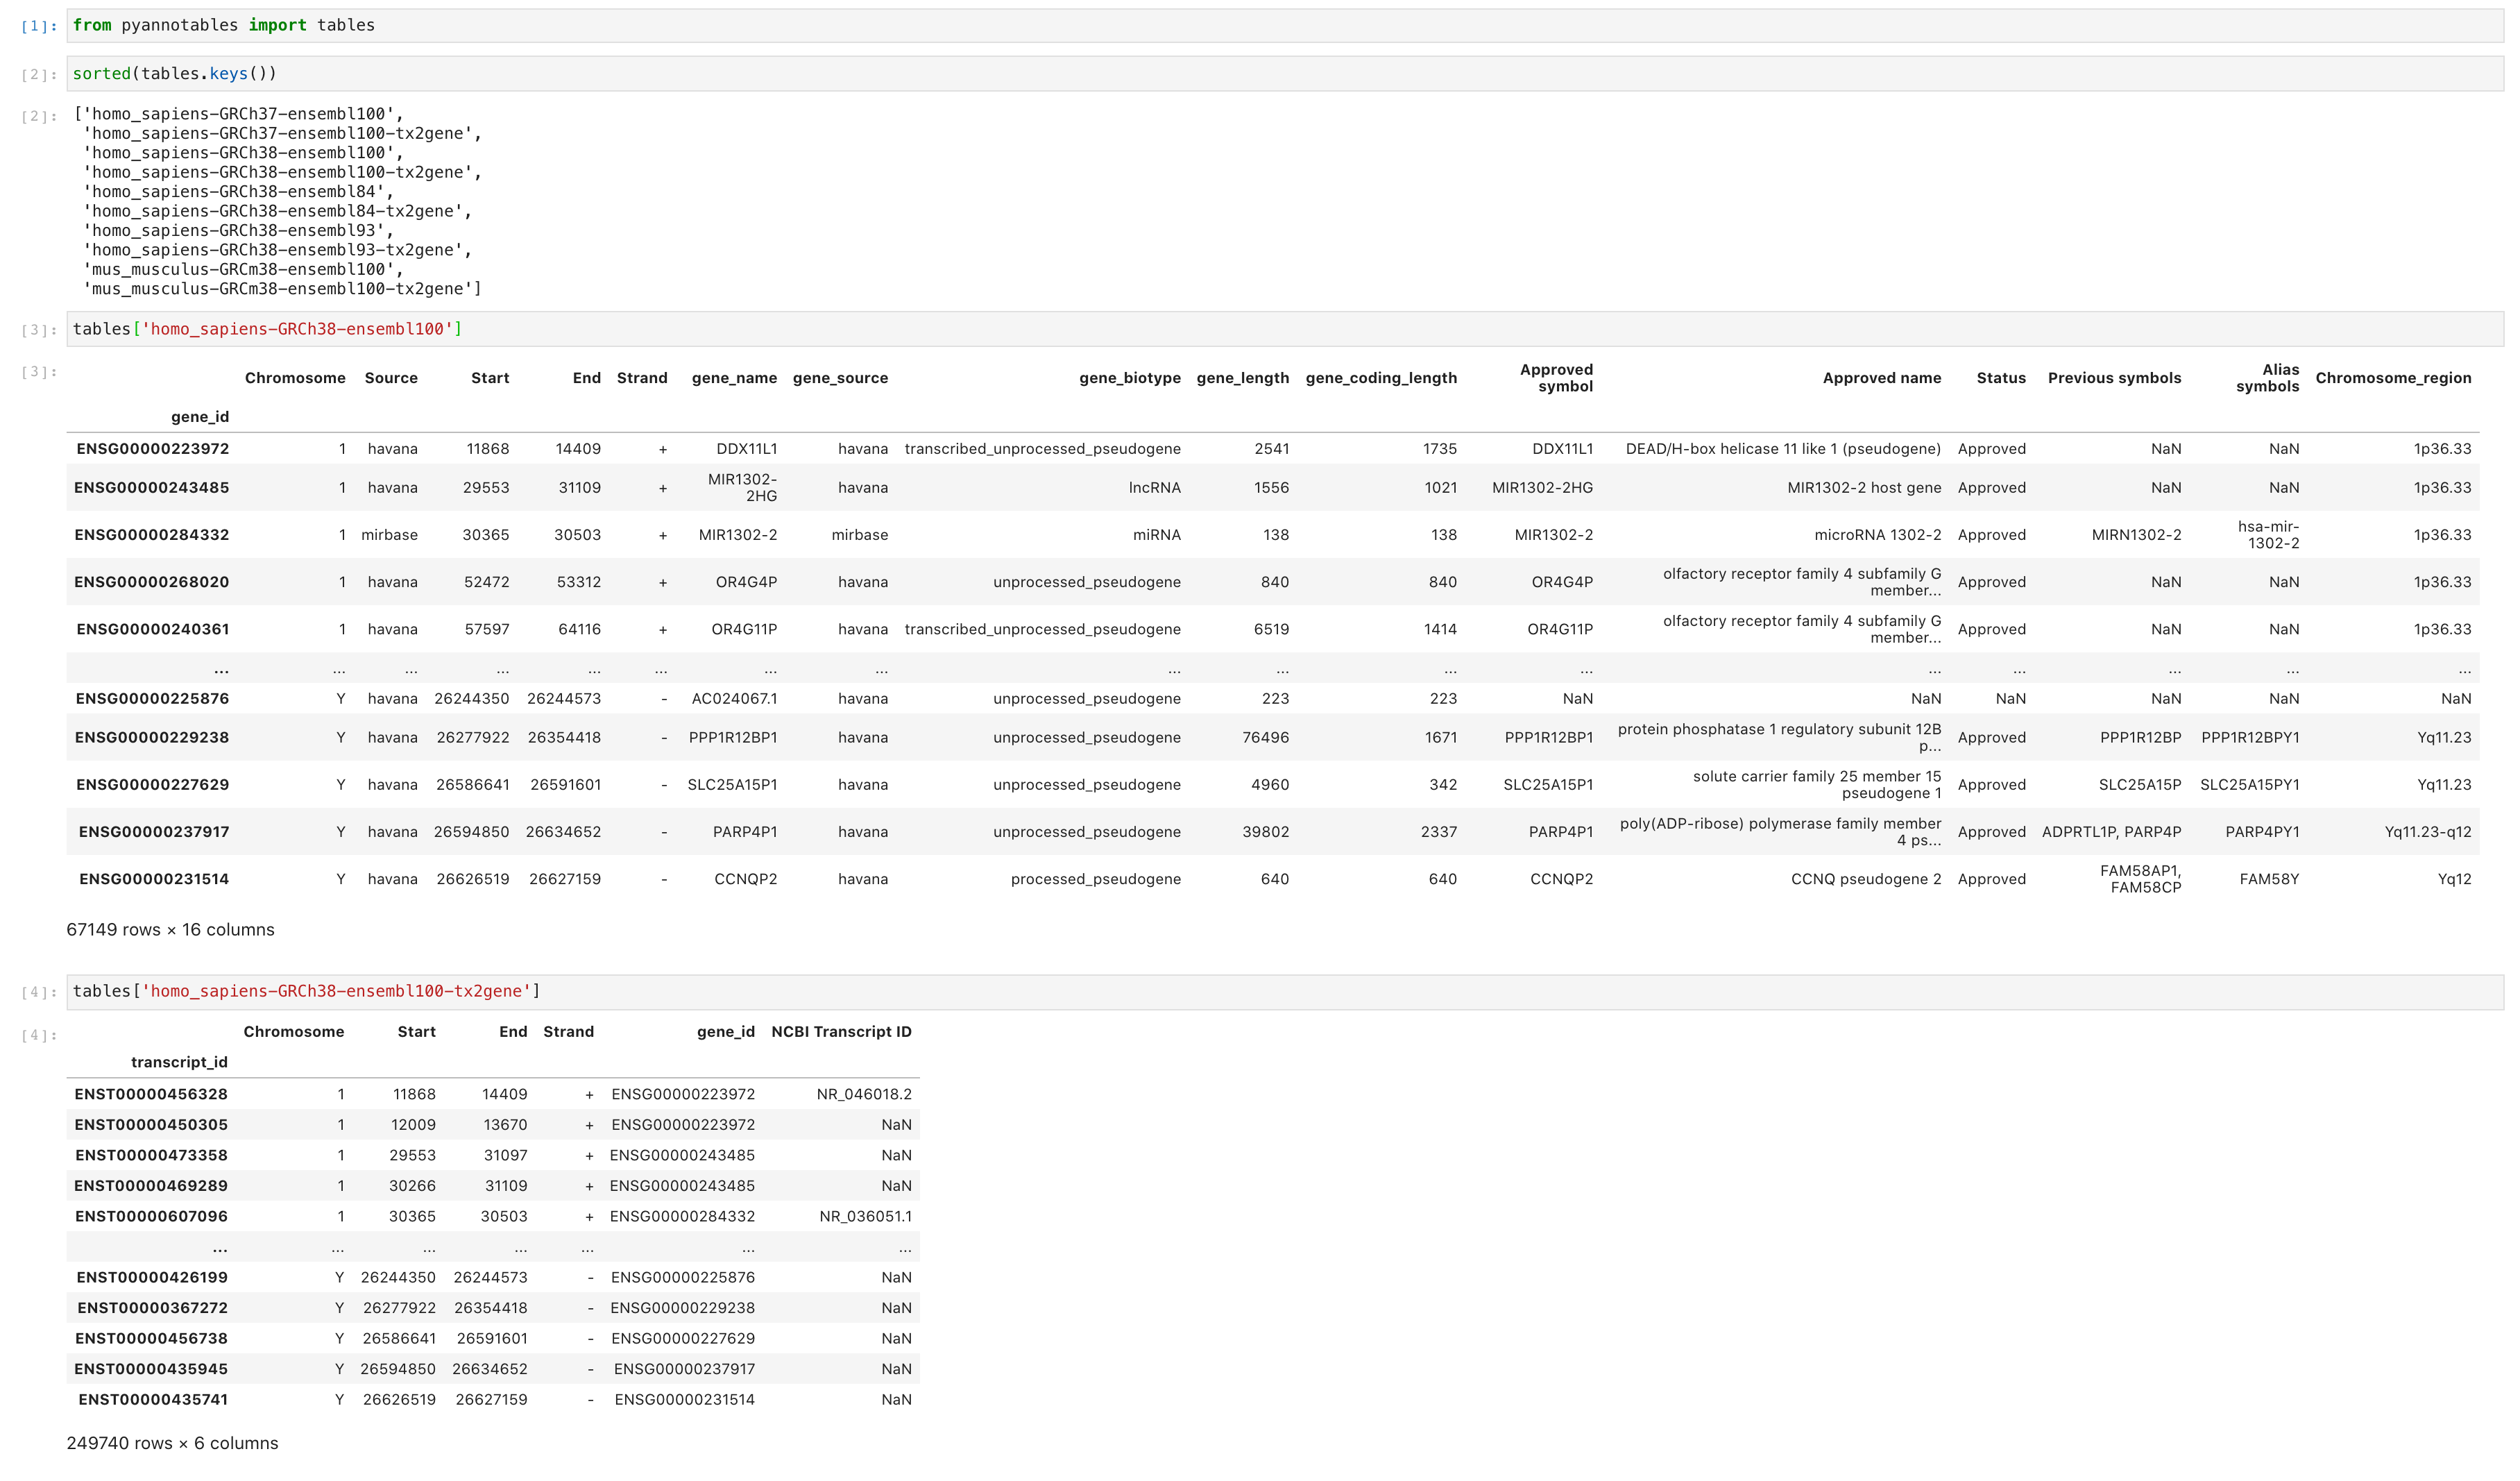 [1]: from pyannotables import tables
[2]: sorted(tables.keys())
[2]: ['homo_sapiens-GRCh37-ensembl100',
'homo_sapiens-GRCh37-ensembl100-tx2gene',
'homo_sapiens-GRCh38-ensembl100',
'homo_sapiens-GRCh38-ensembl100-tx2gene',
'homo_sapiens-GRCh38-ensembl84',
'homo_sapiens-GRCh38-ensembl84-tx2gene',
'homo_sapiens-GRCh38-ensembl93',
'homo_sapiens-GRCh38-ensembl93-tx2gene',
'mus_musculus-GRCm38-ensembl100',
'mus_musculus-GRCm38-ensembl100-tx2gene']
[3]: tables['homo_sapiens-GRCh38-ensembl100']
[3]: Chromosome Source Start End Strand gene_name gene_source gene_biotype gene_length gene_coding_length Approved symbol Approved name Status Previous symbols Alias symbols Chromosome_region
gene_id
ENSG00000223972 1 havana 11868 14409 + DDX11L1 havana transcribed_unprocessed_pseudogene 2541 1735 DDX11L1 DEAD/H-box helicase 11 like 1 (pseudogene) Approved NaN NaN 1p36.33
ENSG00000243485 1 havana 29553 31109 + MIR1302-2HG havana lncRNA 1556 1021 MIR1302-2HG MIR1302-2 host gene Approved NaN NaN 1p36.33
ENSG00000284332 1 mirbase 30365 30503 + MIR1302-2 mirbase miRNA 138 138 MIR1302-2 microRNA 1302-2 Approved MIRN1302-2 hsa-mir-1302-2 1p36.33
ENSG00000268020 1 havana 52472 53312 + OR4G4P havana unprocessed_pseudogene 840 840 OR4G4P olfactory receptor family 4 subfamily G member... Approved NaN NaN 1p36.33
ENSG00000240361 1 havana 57597 64116 + OR4G11P havana transcribed_unprocessed_pseudogene 6519 1414 OR4G11P olfactory receptor family 4 subfamily G member... Approved NaN NaN 1p36.33
... ... ... ... ... ... ... ... ... ... ... ... ... ... ... ... ...
ENSG00000225876 Y havana 26244350 26244573 - AC024067.1 havana unprocessed_pseudogene 223 223 NaN NaN NaN NaN NaN NaN
ENSG00000229238 Y havana 26277922 26354418 - PPP1R12BP1 havana unprocessed_pseudogene 76496 1671 PPP1R12BP1 protein phosphatase 1 regulatory subunit 12B p... Approved PPP1R12BP PPP1R12BPY1 Yq11.23
ENSG00000227629 Y havana 26586641 26591601 - SLC25A15P1 havana unprocessed_pseudogene 4960 342 SLC25A15P1 solute carrier family 25 member 15 pseudogene 1 Approved SLC25A15P SLC25A15PY1 Yq11.23
ENSG00000237917 Y havana 26594850 26634652 - PARP4P1 havana unprocessed_pseudogene 39802 2337 PARP4P1 poly(ADP-ribose) polymerase family member 4 ps... Approved ADPRTL1P, PARP4P PARP4PY1 Yq11.23-q12
ENSG00000231514 Y havana 26626519 26627159 - CCNQP2 havana processed_pseudogene 640 640 CCNQP2 CCNQ pseudogene 2 Approved FAM58AP1, FAM58CP FAM58Y Yq12
67149 rows × 16 columns
[4]: tables['homo_sapiens-GRCh38-ensembl100-tx2gene']
[4]: Chromosome Start End Strand gene_id NCBI Transcript ID
transcript_id
ENST00000456328 1 11868 14409 + ENSG00000223972 NR_046018.2
ENST00000450305 1 12009 13670 + ENSG00000223972 NaN
ENST00000473358 1 29553 31097 + ENSG00000243485 NaN
ENST00000469289 1 30266 31109 + ENSG00000243485 NaN
ENST00000607096 1 30365 30503 + ENSG00000284332 NR_036051.1
... ... ... ... ... ... ...
ENST00000426199 Y 26244350 26244573 - ENSG00000225876 NaN
ENST00000367272 Y 26277922 26354418 - ENSG00000229238 NaN
ENST00000456738 Y 26586641 26591601 - ENSG00000227629 NaN
ENST00000435945 Y 26594850 26634652 - ENSG00000237917 NaN
ENST00000435741 Y 26626519 26627159 - ENSG00000231514 NaN
249740 rows × 6 columns